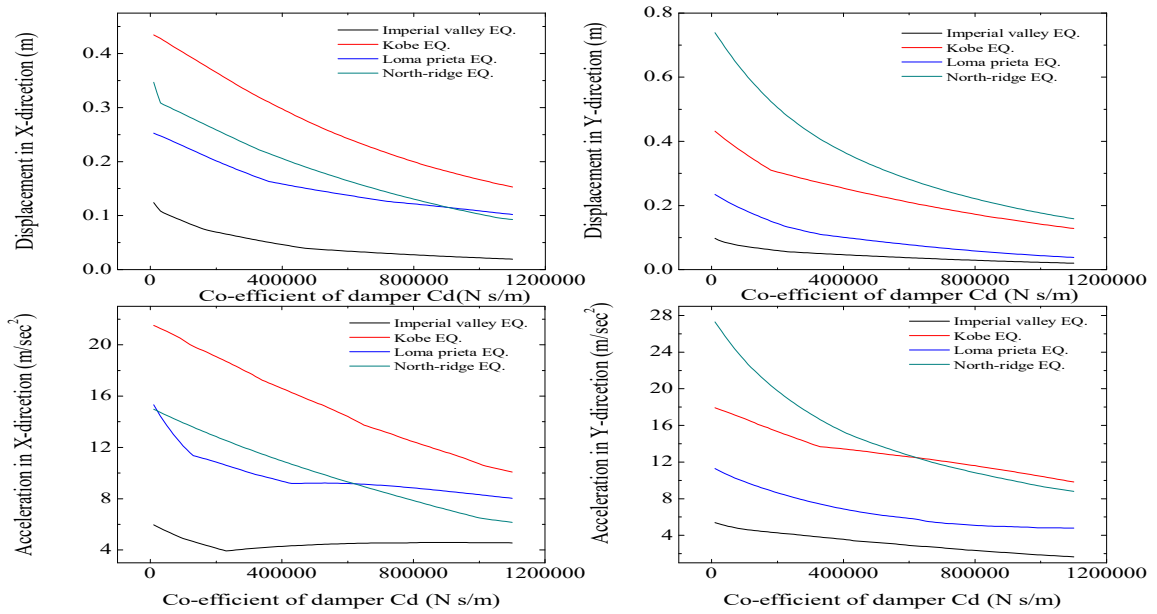 Displacement in X-dircetion (m)
0.4
0.3
0.2
0.1
0.0
Imperial valley EQ.
Kobe EQ.
Loma prieta EQ.
North-ridge EQ.
0
400000
800000
1200000
Co-efficient of damper Cd(N s/m)
Displacement in Y-dircetion (m)
0.8
0.6
0.4
0.2
0.0
Imperial valley EQ.
Kobe EQ.
Loma prieta EQ.
North-ridge EQ.
0
400000
800000
1200000
Co-efficient of damper Cd (N s/m)
Acceleration in X-dircetion (m/sec²)
20
16
12
8
4
Imperial valley EQ.
Kobe EQ.
Loma prieta EQ.
North-ridge EQ.
0
400000
800000
1200000
Co-efficient of damper Cd (N s/m)
Acceleration in Y-dircetion (m/sec²)
28
24
20
16
12
8
4
Imperial valley EQ.
Kobe EQ.
Loma prieta EQ.
North-ridge EQ.
0
400000
800000
1200000
Co-efficient of damper Cd (N s/m)